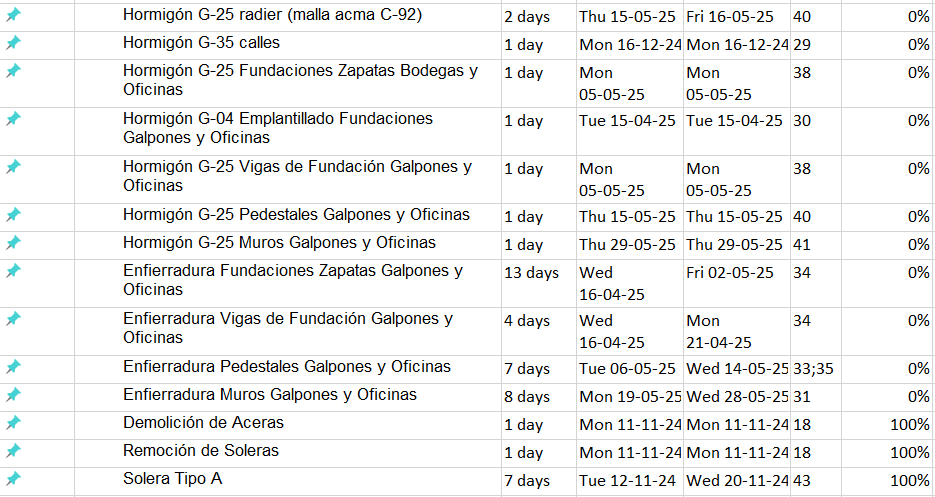 Hormigón G-25 radier (malla acma C-92) 2 days Thu 15-05-25 Fri 16-05-25 40 0%
Hormigón G-35 calles 1 day Mon 16-12-24 Mon 16-12-24 29 0%
Hormigón G-25 Fundaciones Zapatas Bodegas y 1 day Mon Mon 38 0%
Oficinas 05-05-25 05-05-25
Hormigón G-04 Emplantillado Fundaciones 1 day Tue 15-04-25 Tue 15-04-25 30 0%
Galpones y Oficinas
Hormigón G-25 Vigas de Fundación Galpones y 1 day Mon Mon 38 0%
Oficinas 05-05-25 05-05-25
Hormigón G-25 Pedestales Galpones y Oficinas 1 day Thu 15-05-25 Thu 15-05-25 40 0%
Hormigón G-25 Muros Galpones y Oficinas 1 day Thu 29-05-25 Thu 29-05-25 41 0%
Enfierradura Fundaciones Zapatas Galpones y 13 days Wed Fri 02-05-25 34 0%
Oficinas 16-04-25
Enfierradura Vigas de Fundación Galpones y 4 days Wed Mon 34 0%
Oficinas 16-04-25 21-04-25
Enfierradura Pedestales Galpones y Oficinas 7 days Tue 06-05-25 Wed 14-05-25 33;35 0%
Enfierradura Muros Galpones y Oficinas 8 days Mon 19-05-25 Wed 28-05-25 31 0%
Demolición de Aceras 1 day Mon 11-11-24 Mon 11-11-24 18 100%
Remoción de Soleras 1 day Mon 11-11-24 Mon 11-11-24 18 100%
Solera Tipo A 7 days Tue 12-11-24 Wed 20-11-24 43 100%